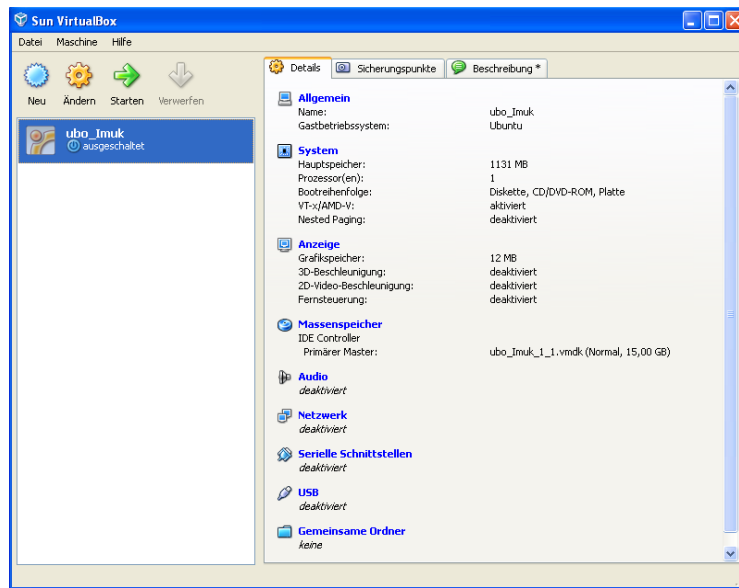 Sun VirtualBox
Datei Maschine Hilfe
Neu Ändern Starten Verwerfen
ubo_Imuk
ausgeschaltet
Details Sicherungspunkte Beschreibung *
Allgemein
Name: ubo_Imuk
Gastbetriebssystem: Ubuntu
System
Hauptspeicher: 1131 MB
Prozessor(en): 1
Bootreihenfolge: Diskette, CD/DVD-ROM, Platte
VT-x/AMD-V: aktiviert
Nested Paging: deaktiviert
Anzeige
Grafikspeicher: 12 MB
3D-Beschleunigung: deaktiviert
2D-Video-Beschleunigung: deaktiviert
Fernsteuerung: deaktiviert
Massenspeicher
IDE Controller
Primärer Master: ubo_Imuk_1_1.vmdk (Normal, 15,00 GB)
Audio
deaktiviert
Netzwerk
deaktiviert
Serielle Schnittstellen
deaktiviert
USB
deaktiviert
Gemeinsame Ordner
keine